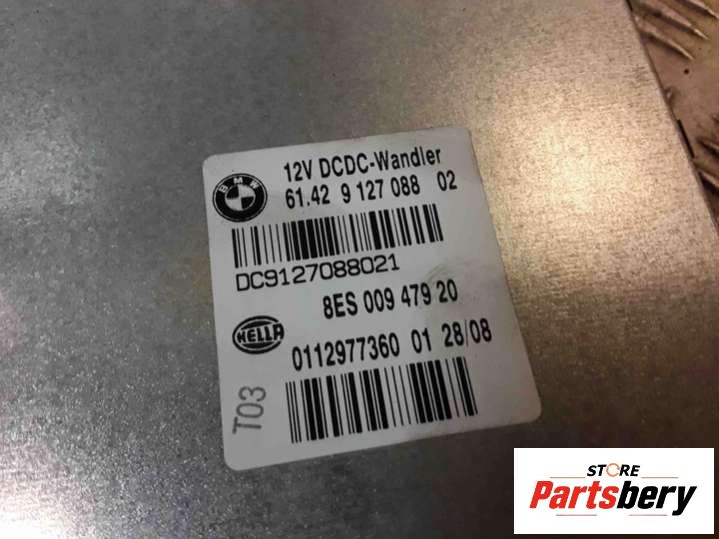 BMW
12V DCDC-Wandler
61.42 9 127 088 02
DC9127088021
8ES 009 479 20
HELLA
0112977360 01 28/08
T03
STORE
Partsbery